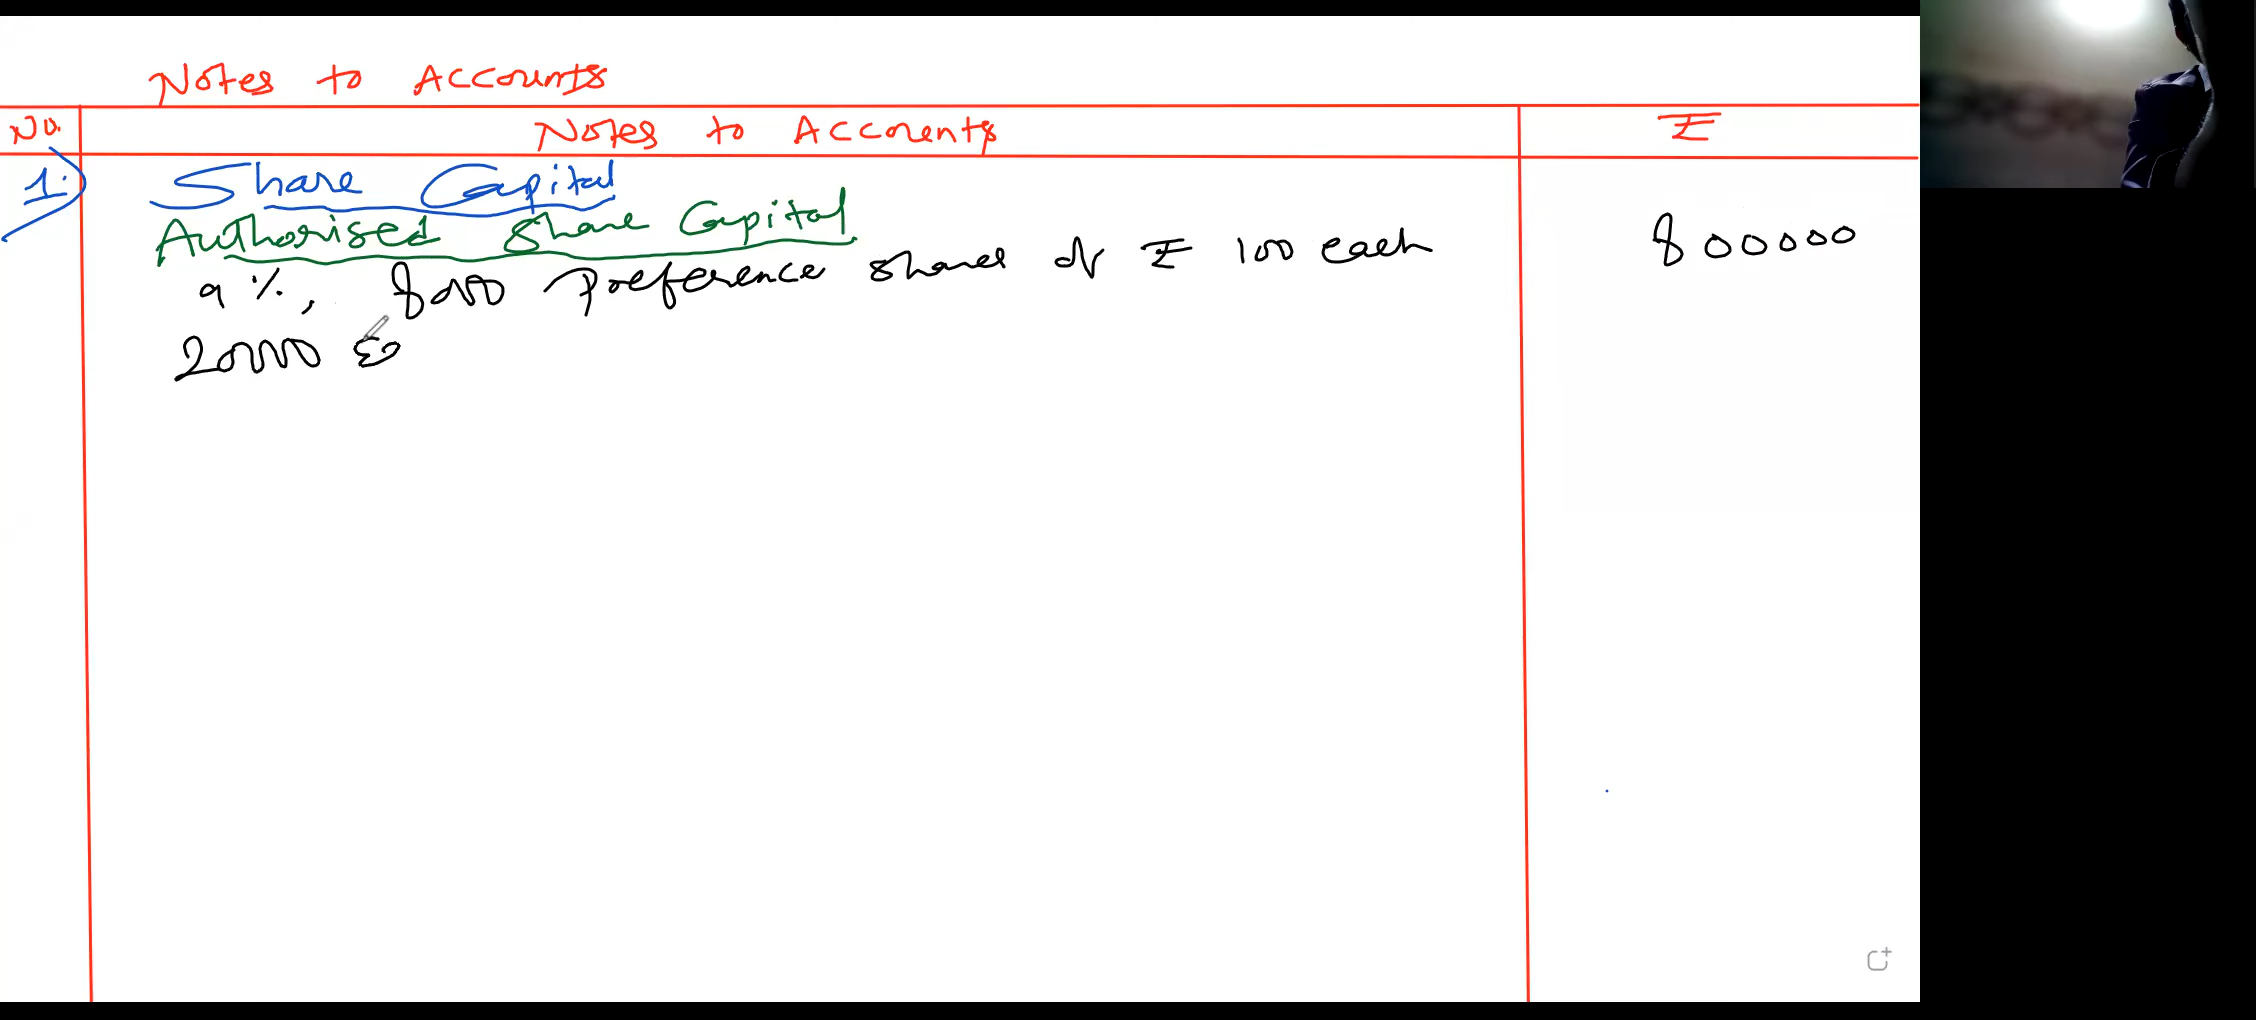 Notes to Accounts
No. Notes to Accounts ₹
1. Share Capital
Authorised Share Capital
9%, 8000 Preference shares of ₹ 100 each 800000